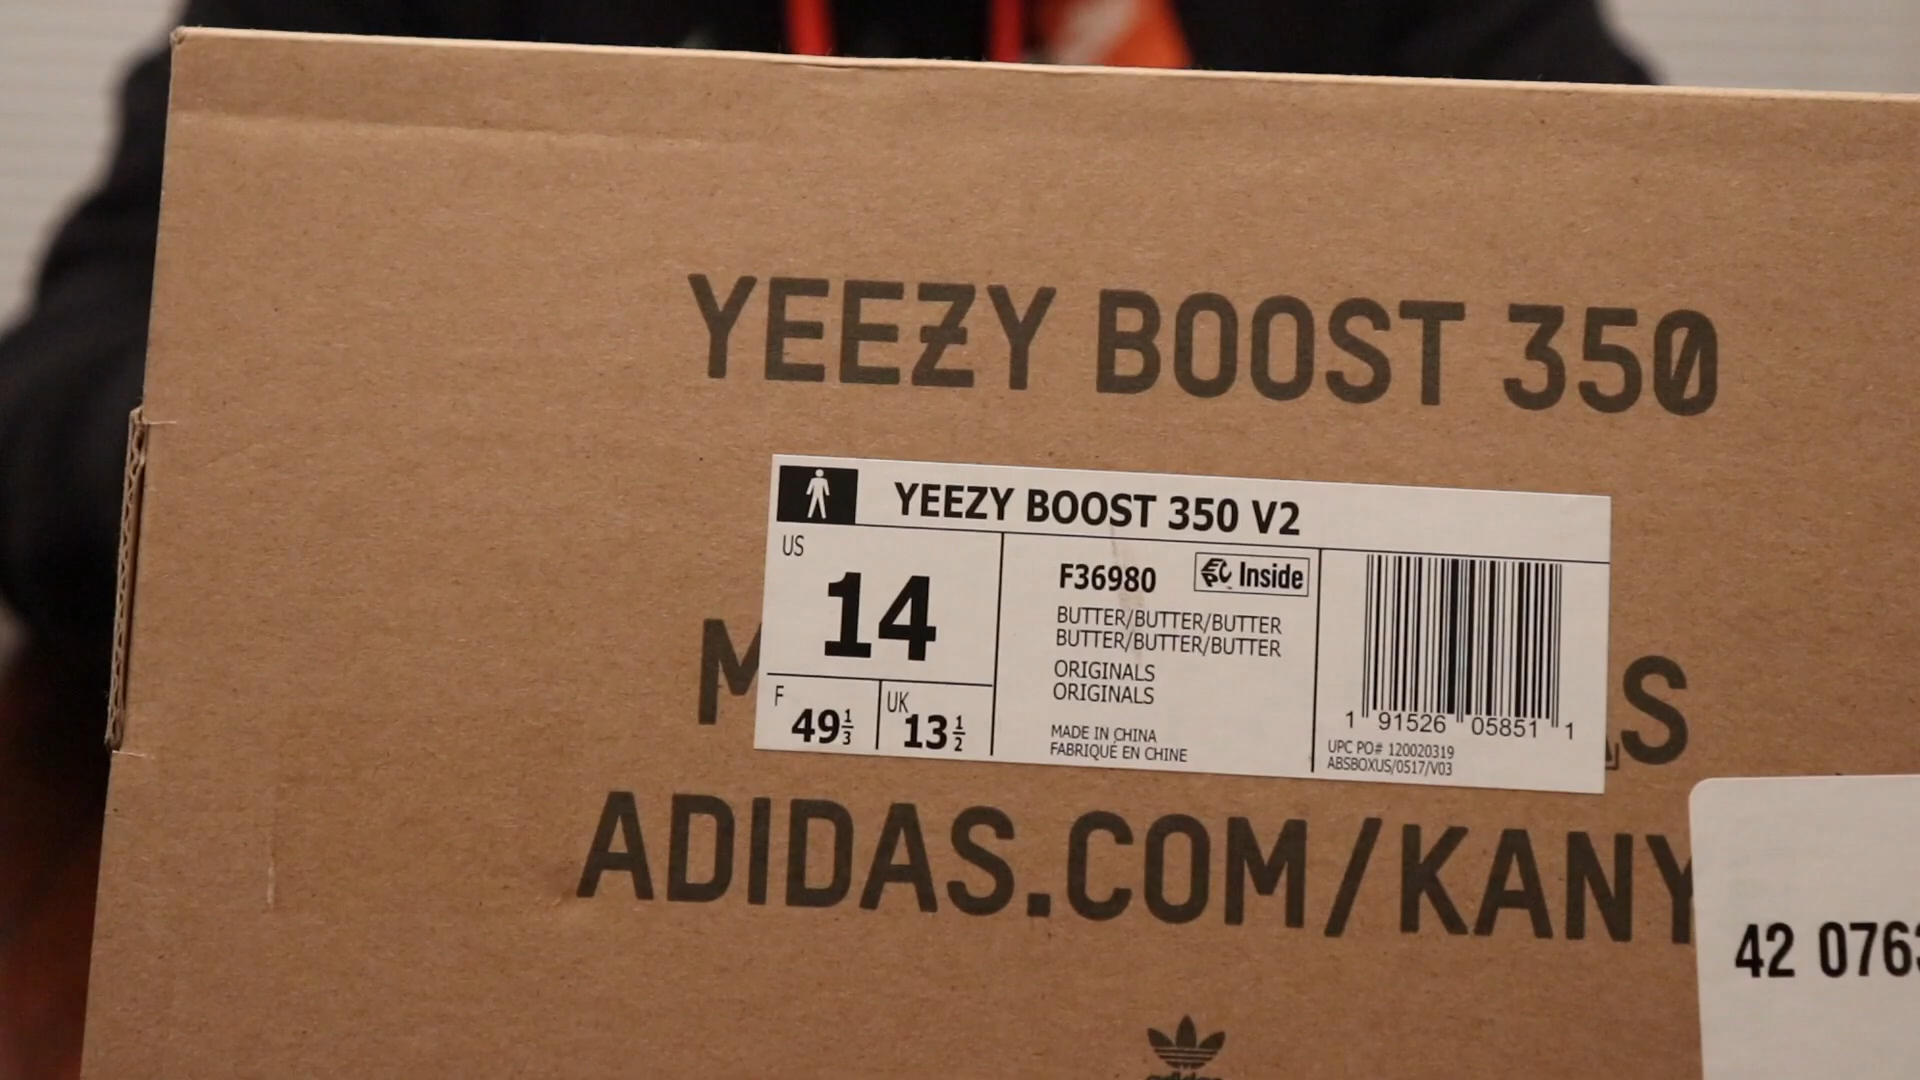 YEEZY BOOST 350
YEEZY BOOST 350 V2
US
14
F
49 1/3
UK
13 1/2
F36980
Inside
BUTTER/BUTTER/BUTTER
BUTTER/BUTTER/BUTTER
ORIGINALS
ORIGINALS
MADE IN CHINA
FABRIQUÉ EN CHINE
1 91526 05851 1
UPC PO# 120020319
ABSBOXUS/0517/V03
ADIDAS.COM/KANY
42 0763
adidas